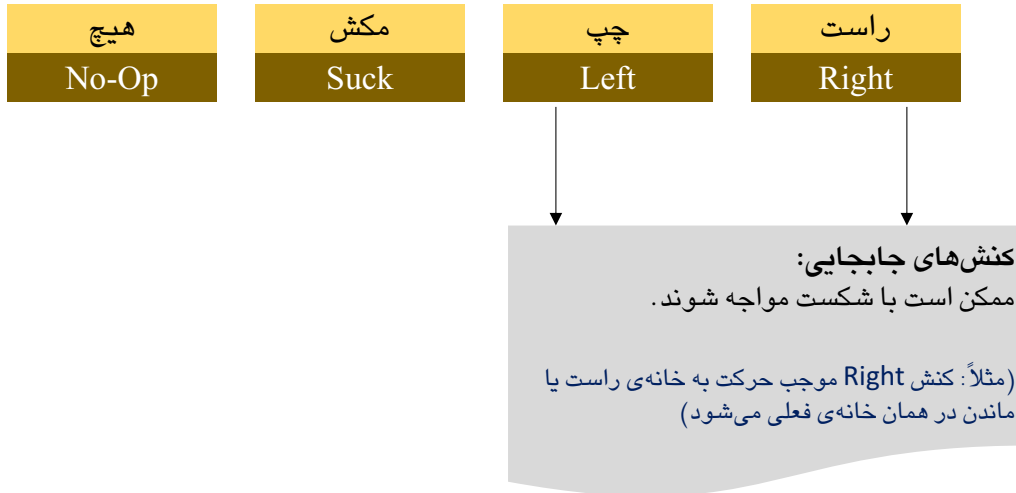 راست
Right
چپ
Left
مکش
Suck
هیچ
No-Op
کنش‌های جابجایی:
ممکن است با شکست مواجه شوند.
(مثلاً: کنش Right موجب حرکت به خانه‌ی راست یا
ماندن در همان خانه‌ی فعلی می‌شود)